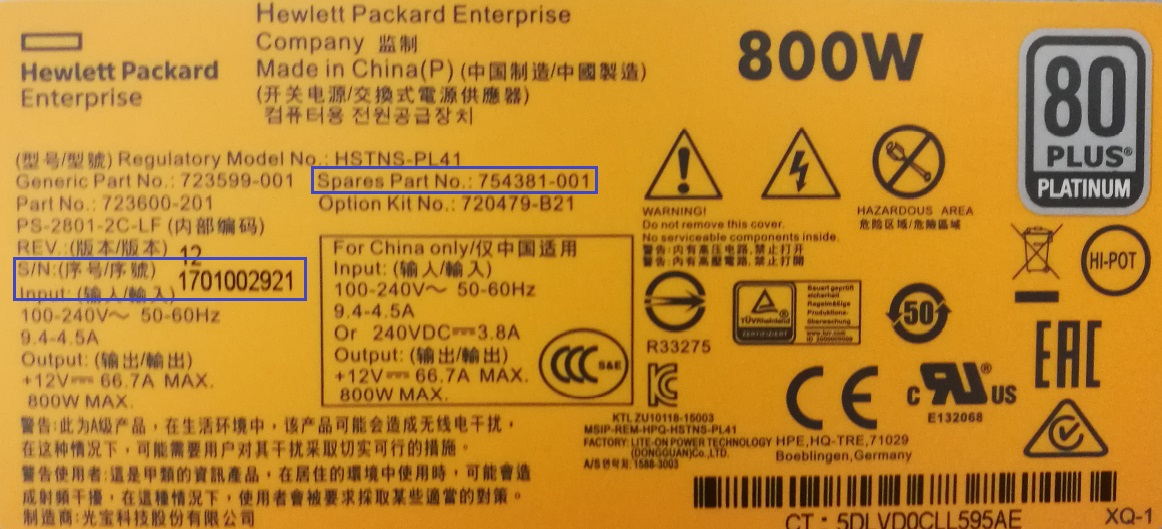 Hewlett Packard
Enterprise
Hewlett Packard Enterprise
Company 监制
Made in China(P) (中国制造/中國製造)
(开关电源/交換式電源供應器)
컴퓨터용 전원공급장치
800W
80
PLUS®
PLATINUM
(型号/型號) Regulatory Model No.: HSTNS-PL41
Generic Part No.: 723599-001 Spares Part No.: 754381-001
Part No.: 723600-201 Option Kit No.: 720479-B21
PS-2801-2C-LF (内部编码)
REV.:(版本/版本) 12
S/N:(序号/序號) 1701002921
Input: (输入/輸入)
100-240V～ 50-60Hz
9.4-4.5A
Output: (输出/輸出)
+12V⎓ 66.7A MAX.
800W MAX.
For China only/仅中国适用
Input: (输入/輸入)
100-240V～ 50-60Hz
9.4-4.5A
Or 240VDC⎓3.8A
Output: (输出/輸出)
+12V⎓ 66.7A MAX.
800W MAX.
CCC S&E
WARNING!
Do not remove this cover.
No serviceable components inside.
警告: 内有高压电路, 禁止打开
警告: 內有高壓電路, 禁止打開
HAZARDOUS AREA
危险区域/危險區域
HI-POT
R33275
TÜVRheinland
CERTIFIED
Bauart geprüft
Sicherheit
Regelmäßige
Produktions-
überwachung
www.tuv.com
50
EAC
CE
c UR® US
E132068
KTL ZU10118-15003
MSIP-REM-HPQ-HSTNS-PL41
FACTORY: LITE-ON POWER TECHNOLOGY
(DONGGUAN)Co.,LTD.
A/S 연락처: 1588-3003
HPE,HQ-TRE,71029
Boeblingen,Germany
警告:此为A级产品，在生活环境中，该产品可能会造成无线电干扰，
在这种情况下，可能需要用户对其干扰采取切实可行的措施。
警告使用者:這是甲類的資訊產品，在居住的環境中使用時，可能會造
成射頻干擾，在這種情況下，使用者會被要求採取某些適當的對策。
制造商：光宝科技股份有限公司
CT : 5DLVD0CLL595AE
XQ-1